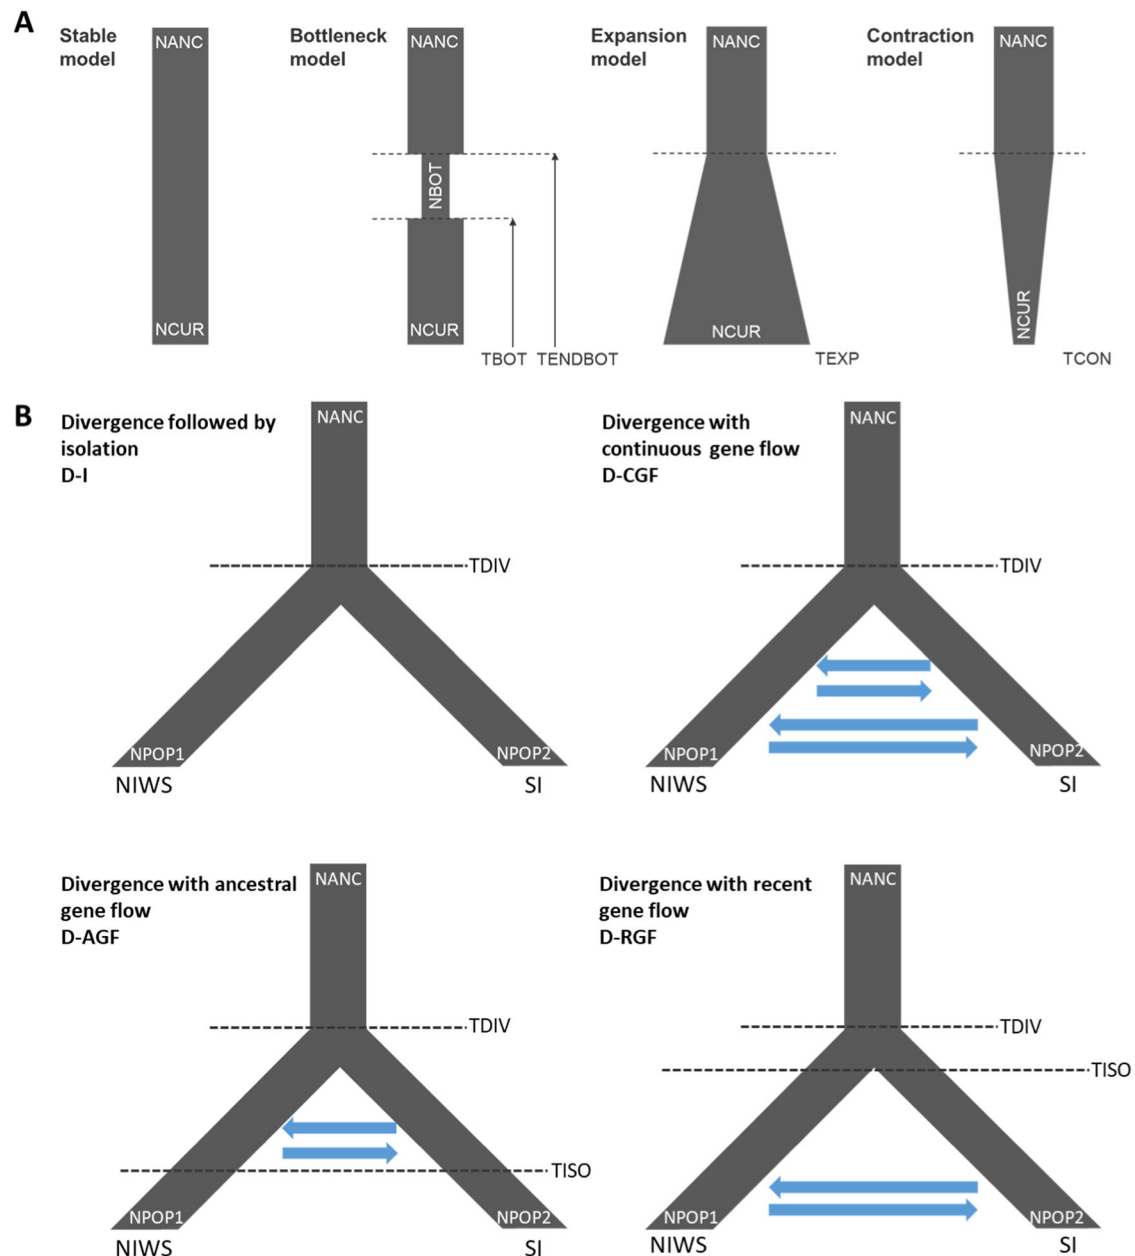 A
Stable
model
NANC
NCUR
Bottleneck
model
NANC
NBOT
NCUR
TBOT
TENDBOT
Expansion
model
NANC
NCUR
TEXP
Contraction
model
NANC
NCUR
TCON
B
Divergence followed by
isolation
D-I
NANC
TDIV
NPOP1
NPOP2
NIWS
SI
Divergence with
continuous gene flow
D-CGF
NANC
TDIV
NPOP1
NPOP2
NIWS
SI
Divergence with ancestral
gene flow
D-AGF
NANC
TDIV
TISO
NPOP1
NPOP2
NIWS
SI
Divergence with recent
gene flow
D-RGF
NANC
TDIV
TISO
NPOP1
NPOP2
NIWS
SI